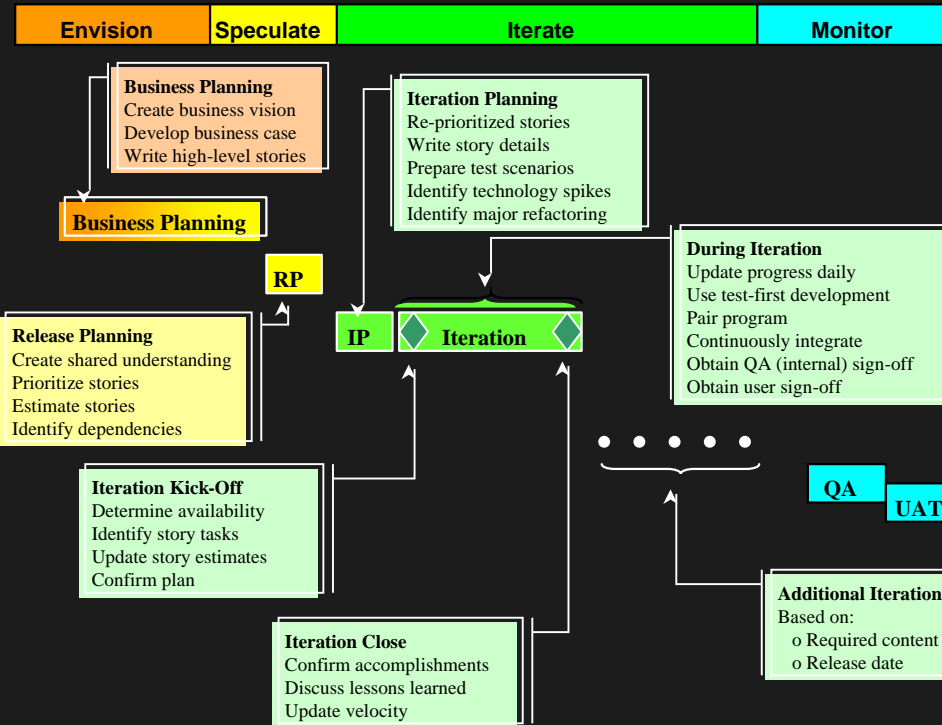 Envision
Speculate
Iterate
Monitor
Business Planning
Create business vision
Develop business case
Write high-level stories
Iteration Planning
Re-prioritized stories
Write story details
Prepare test scenarios
Identify technology spikes
Identify major refactoring
Business Planning
During Iteration
Update progress daily
Use test-first development
Pair program
Continuously integrate
Obtain QA (internal) sign-off
Obtain user sign-off
RP
IP
Iteration
Release Planning
Create shared understanding
Prioritize stories
Estimate stories
Identify dependencies
Iteration Kick-Off
Determine availability
Identify story tasks
Update story estimates
Confirm plan
QA
UAT
Additional Iteration
Based on:
o Required content
o Release date
Iteration Close
Confirm accomplishments
Discuss lessons learned
Update velocity